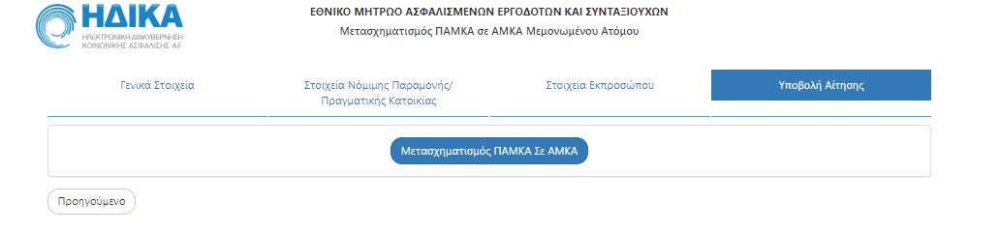 ΗΔΙΚΑ
ΗΛΕΚΤΡΟΝΙΚΗ ΔΙΑΚΥΒΕΡΝΗΣΗ
ΚΟΙΝΩΝΙΚΗΣ ΑΣΦΑΛΙΣΗΣ Α.Ε
ΕΘΝΙΚΟ ΜΗΤΡΩΟ ΑΣΦΑΛΙΣΜΕΝΩΝ ΕΡΓΟΔΟΤΩΝ ΚΑΙ ΣΥΝΤΑΞΙΟΥΧΩΝ
Μετασχηματισμός ΠΑΜΚΑ σε ΑΜΚΑ Μεμονωμένου Ατόμου
Γενικά Στοιχεία
Στοιχεία Νόμιμης Παραμονής/
Πραγματικής Κατοικίας
Στοιχεία Εκπροσώπου
Υποβολή Αίτησης
Μετασχηματισμός ΠΑΜΚΑ Σε ΑΜΚΑ
Προηγούμενο